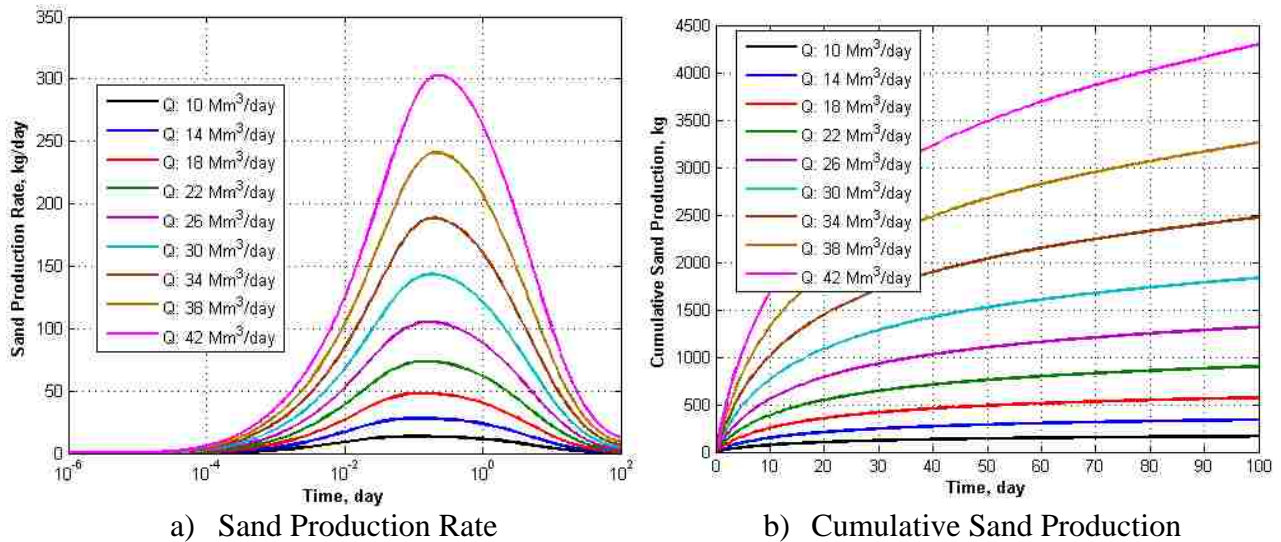 350
300
250
200
150
100
50
0
Sand Production Rate, kg/day
Q: 10 Mm³/day
Q: 14 Mm³/day
Q: 18 Mm³/day
Q: 22 Mm³/day
Q: 26 Mm³/day
Q: 30 Mm³/day
Q: 34 Mm³/day
Q: 38 Mm³/day
Q: 42 Mm³/day
10⁻⁶ 10⁻⁴ 10⁻² 10⁰ 10²
Time, day
a) Sand Production Rate
4500
4000
3500
3000
2500
2000
1500
1000
500
0
Cumulative Sand Production, kg
Q: 10 Mm³/day
Q: 14 Mm³/day
Q: 18 Mm³/day
Q: 22 Mm³/day
Q: 26 Mm³/day
Q: 30 Mm³/day
Q: 34 Mm³/day
Q: 38 Mm³/day
Q: 42 Mm³/day
0 10 20 30 40 50 60 70 80 90 100
Time, day
b) Cumulative Sand Production